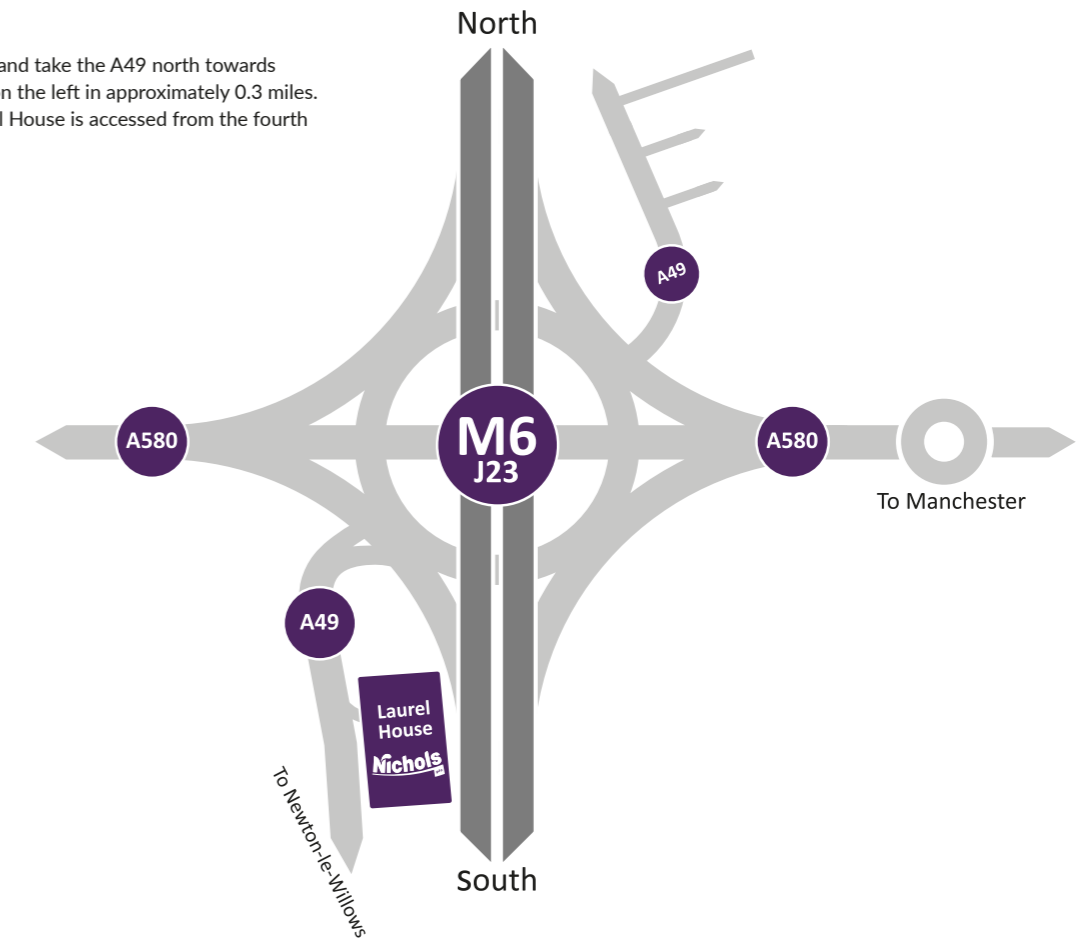 North
and take the A49 north towards
on the left in approximately 0.3 miles.
House is accessed from the fourth
A49
A580
M6
J23
A580
To Manchester
A49
Laurel
House
Nichols
To Newton-le-Willows
South